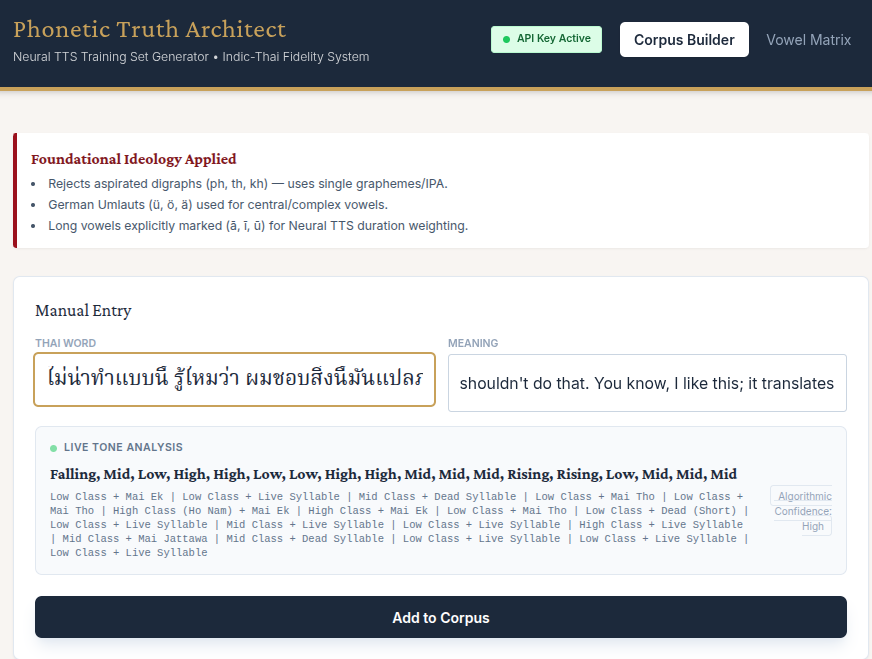 Phonetic Truth Architect
Neural TTS Training Set Generator • Indic-Thai Fidelity System
API Key Active
Corpus Builder
Vowel Matrix
Foundational Ideology Applied
• Rejects aspirated digraphs (ph, th, kh) — uses single graphemes/IPA.
• German Umlauts (ü, ö, ä) used for central/complex vowels.
• Long vowels explicitly marked (ā, ī, ū) for Neural TTS duration weighting.
Manual Entry
THAI WORD
MEANING
ไม่น่าทำแบบนี้ รู้ไหมว่า ผมชอบสิ่งนี้มันแปล
shouldn't do that. You know, I like this; it translates
LIVE TONE ANALYSIS
Falling, Mid, Low, High, High, Low, Low, High, High, Mid, Mid, Mid, Rising, Rising, Low, Mid, Mid, Mid
Low Class + Mai Ek | Low Class + Live Syllable | Mid Class + Dead Syllable | Low Class + Mai Tho | Low Class +
Mai Tho | High Class (Ho Nam) + Mai Ek | High Class + Mai Ek | Low Class + Mai Tho | Low Class + Dead (Short) |
Low Class + Live Syllable | Mid Class + Live Syllable | Low Class + Live Syllable | High Class + Live Syllable
| Mid Class + Mai Jattawa | Mid Class + Dead Syllable | Low Class + Live Syllable | Low Class + Live Syllable |
Low Class + Live Syllable
Algorithmic
Confidence:
High
Add to Corpus